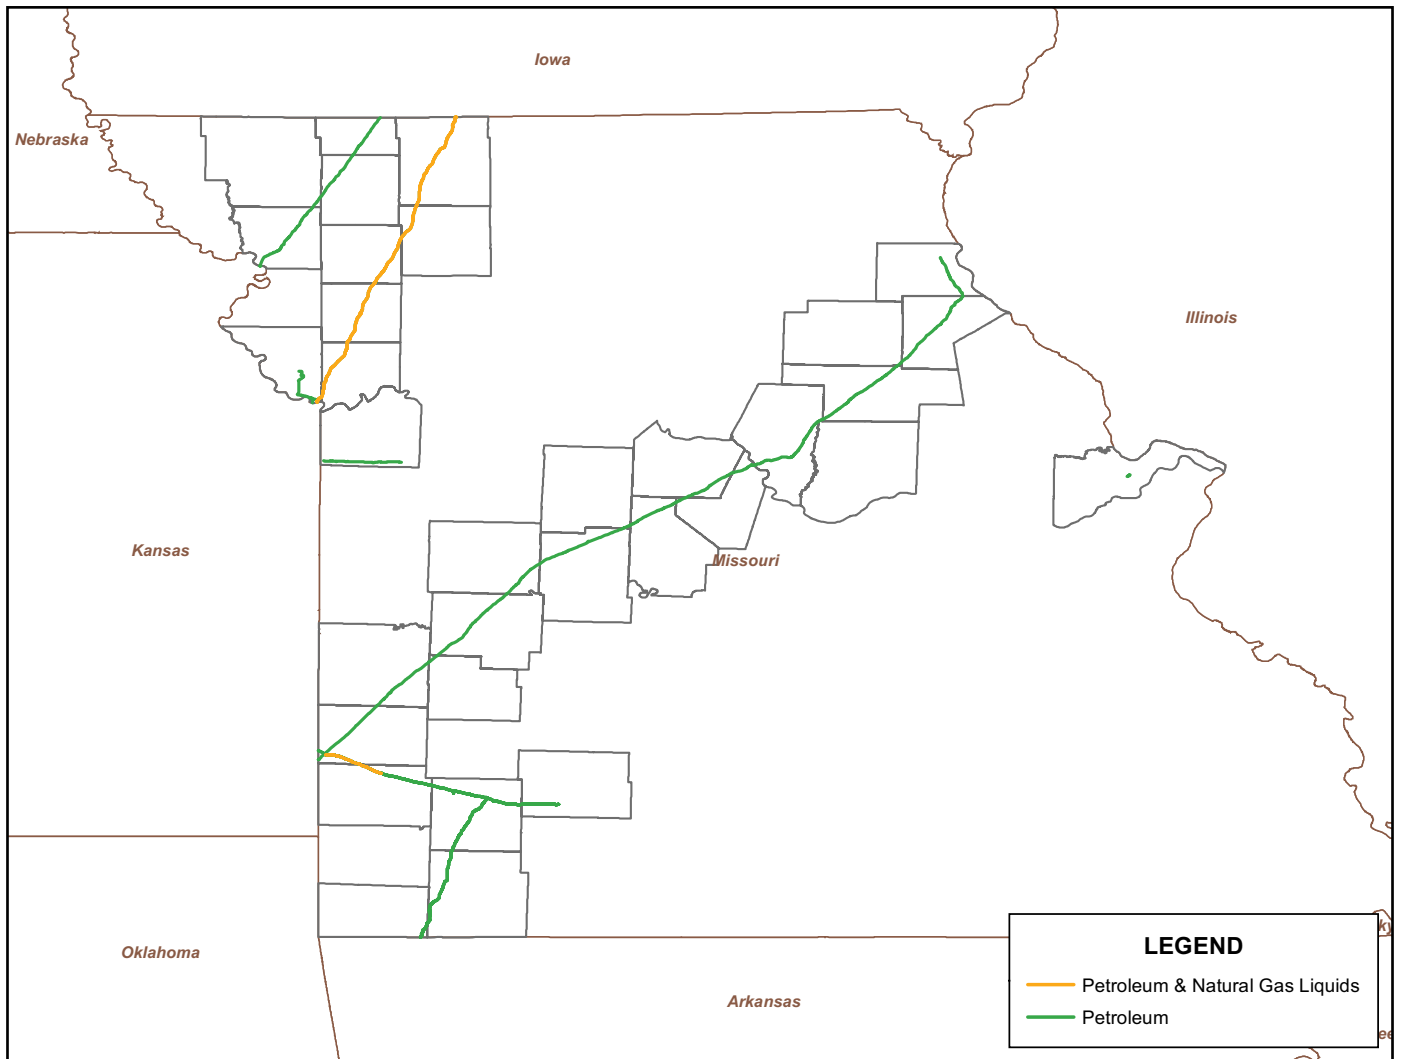 Iowa
Nebraska
Illinois
Kansas
Missouri
Oklahoma
Arkansas
LEGEND
Petroleum & Natural Gas Liquids
Petroleum